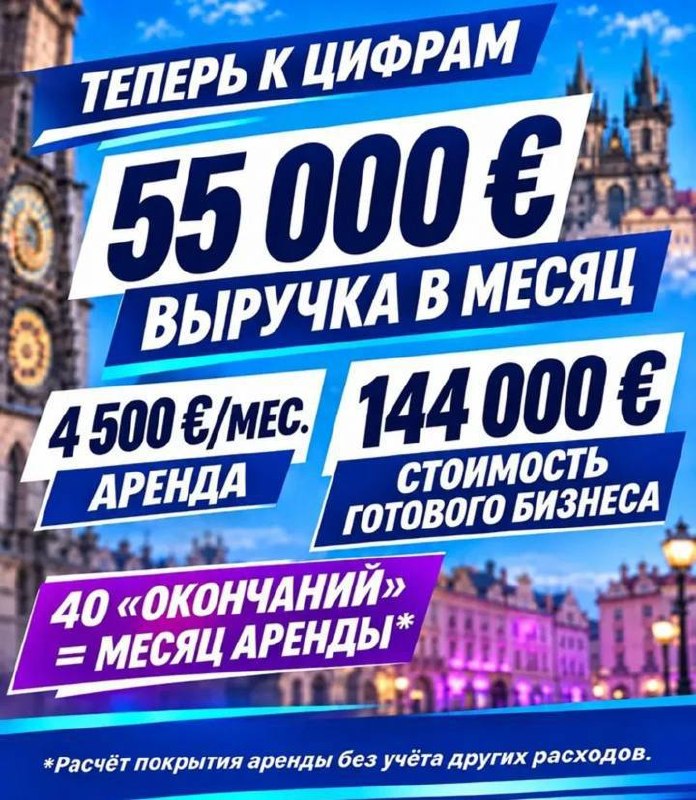 ТЕПЕРЬ К ЦИФРАМ
55 000 €
ВЫРУЧКА В МЕСЯЦ
4 500 €/МЕС.
АРЕНДА
144 000 €
СТОИМОСТЬ
ГОТОВОГО БИЗНЕСА
40 «ОКОНЧАНИЙ»
= МЕСЯЦ АРЕНДЫ*
*Расчёт покрытия аренды без учёта других расходов.